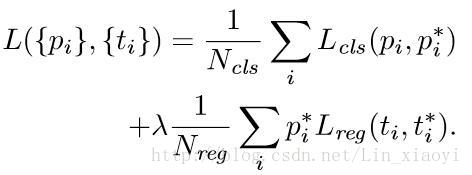 L({p_i}, {t_i}) = \frac{1}{N_{cls}} \sum_i L_{cls}(p_i, p_i^*)
+\lambda \frac{1}{N_{reg}} \sum_i p_i^* L_{reg}(t_i, t_i^*).
https://blog.csdn.net/Lin_xiaoyi